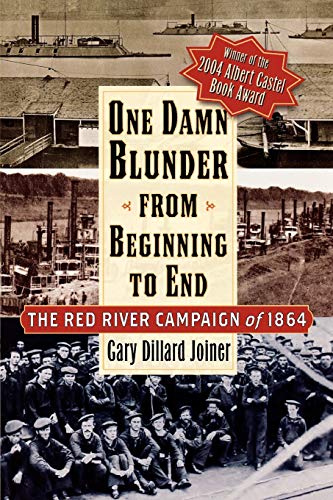 Winner of the
2004 Albert Castel
Book Award
ONE DAMN
BLUNDER
FROM
BEGINNING
TO END
THE RED RIVER CAMPAIGN of 1864
Gary Dillard Joiner